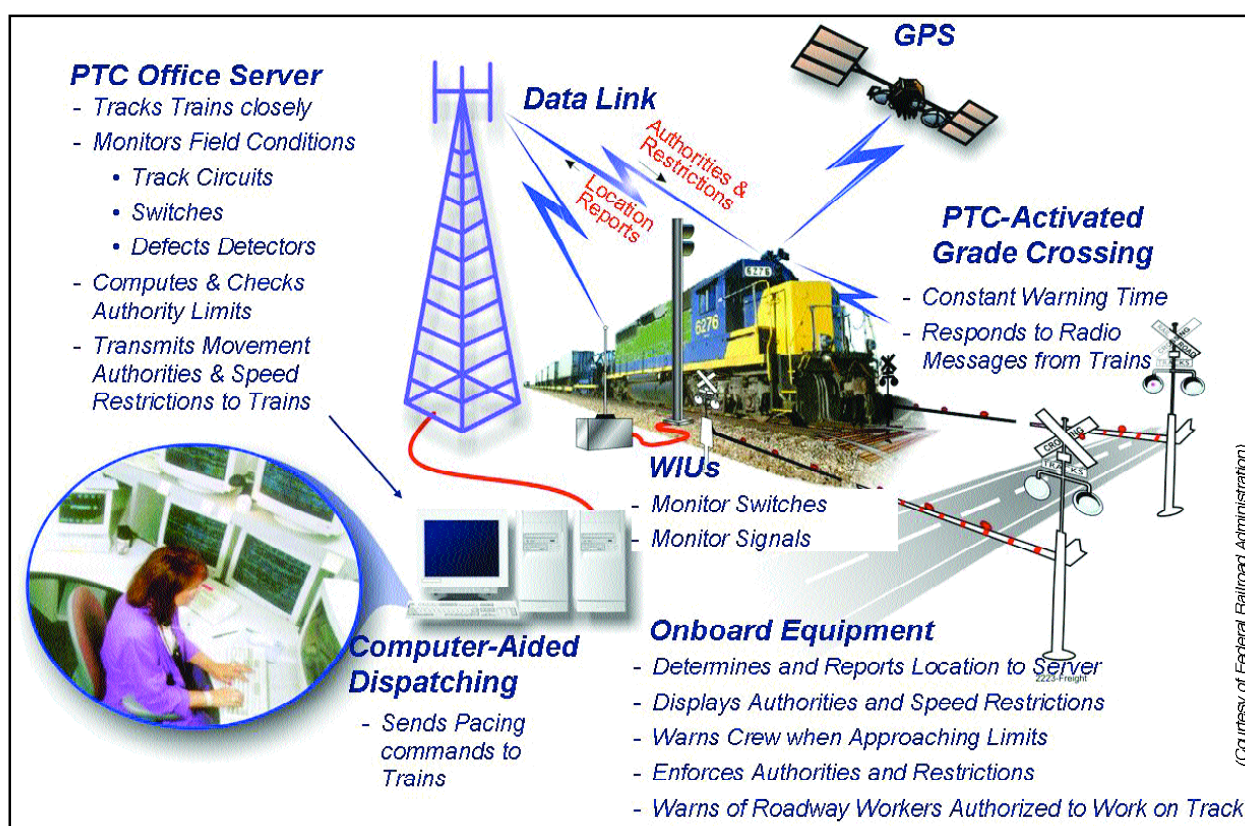 GPS
PTC Office Server
- Tracks Trains closely
- Monitors Field Conditions
• Track Circuits
• Switches
• Defects Detectors
- Computes & Checks
Authority Limits
- Transmits Movement
Authorities & Speed
Restrictions to Trains
Data Link
Authorities &
Restrictions
Location
Reports
PTC-Activated
Grade Crossing
- Constant Warning Time
- Responds to Radio
Messages from Trains
6276
6276
WIUs
- Monitor Switches
- Monitor Signals
CROSSING
TRACKS
TRACKS
Computer-Aided
Dispatching
- Sends Pacing
commands to
Trains
Onboard Equipment
- Determines and Reports Location to Server
2223-Freight
- Displays Authorities and Speed Restrictions
- Warns Crew when Approaching Limits
- Enforces Authorities and Restrictions
- Warns of Roadway Workers Authorized to Work on Track
(Courtesy of Federal Railroad Administration)